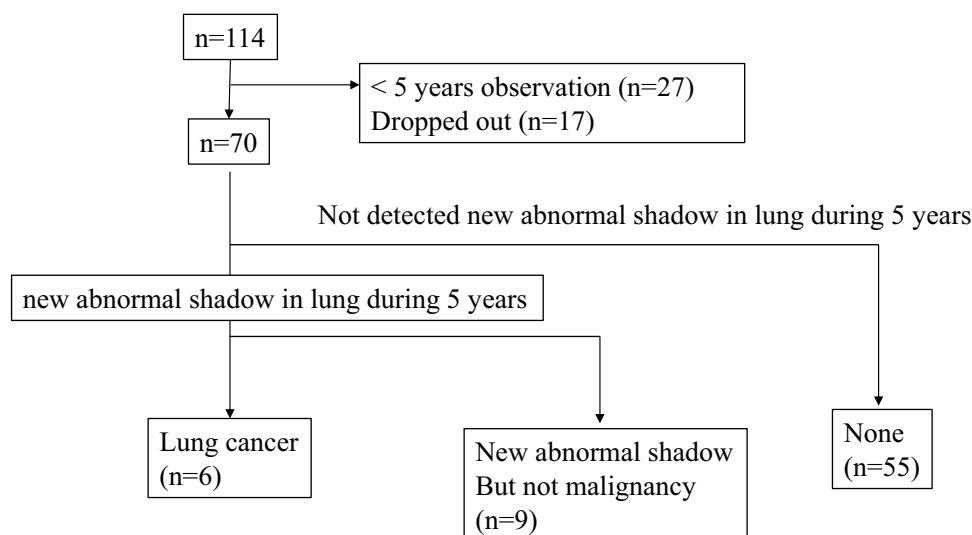 n=114
< 5 years observation (n=27)
Dropped out (n=17)
n=70
Not detected new abnormal shadow in lung during 5 years
new abnormal shadow in lung during 5 years
Lung cancer
(n=6)
New abnormal shadow
But not malignancy
(n=9)
None
(n=55)